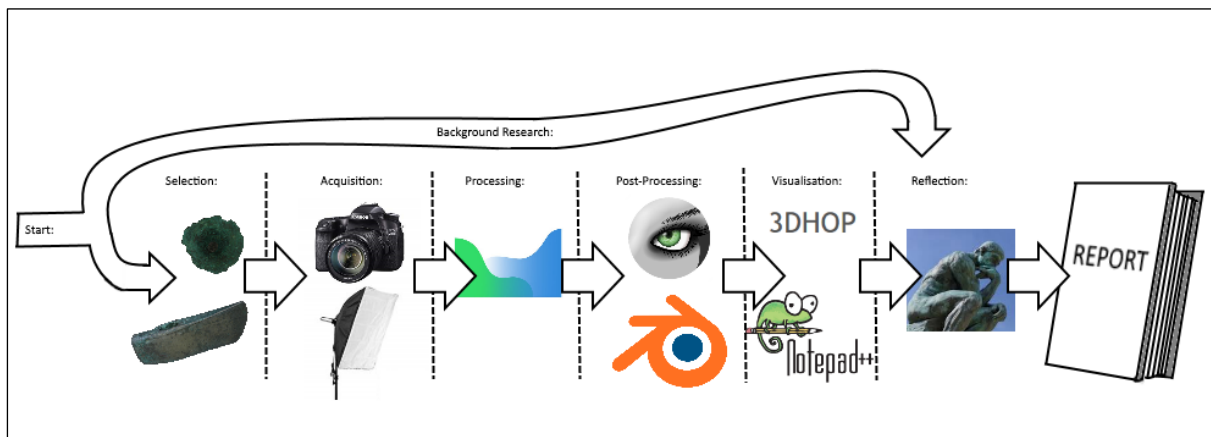 Background Research:
Selection:
Acquisition:
Processing:
Post-Processing:
Visualisation:
Reflection:
Start:
3DHOP
REPORT
Notepad++